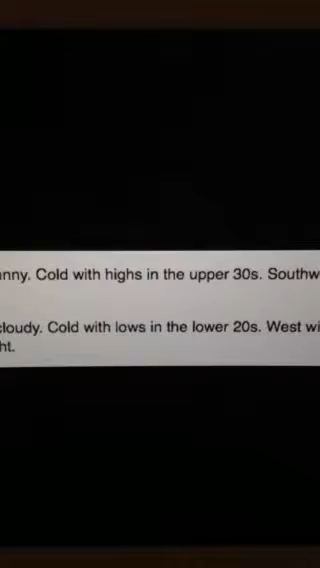 nny. Cold with highs in the upper 30s. Southw
loudy. Cold with lows in the lower 20s. West wi
ht.